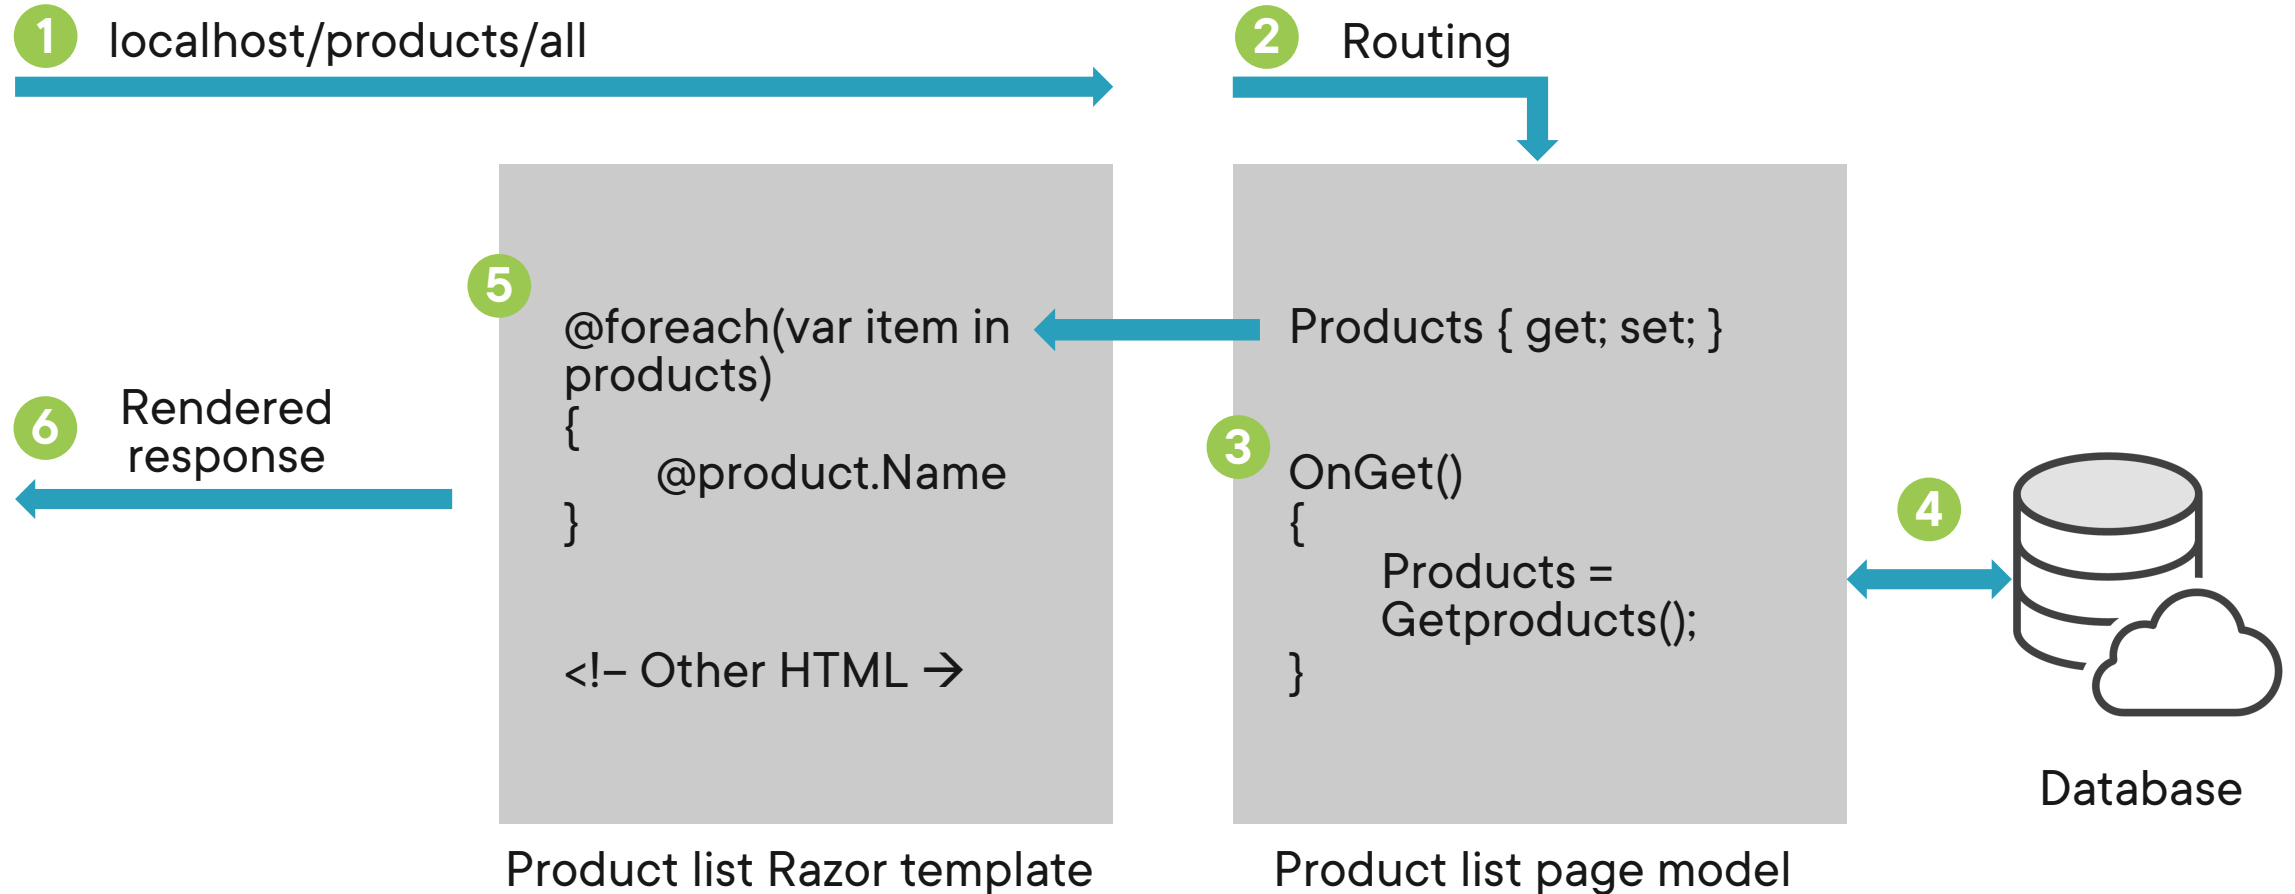 1
localhost/products/all
2
Routing
5
@foreach(var item in
products)
{
@product.Name
}
<!– Other HTML →
Products { get; set; }
3
OnGet()
{
Products =
Getproducts();
}
4
6
Rendered
response
Database
Product list Razor template
Product list page model